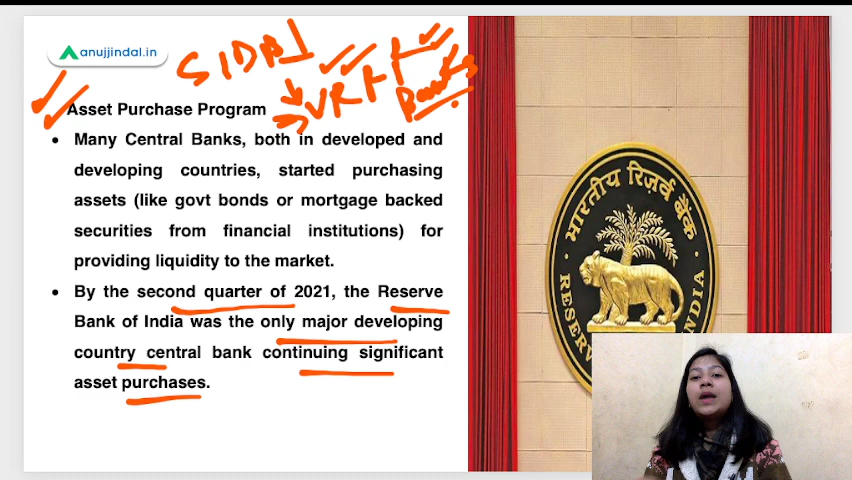 anujjindal.in
SIDBI
VRR
Banks
Asset Purchase Program
Many Central Banks, both in developed and
developing countries, started purchasing
assets (like govt bonds or mortgage backed
securities from financial institutions) for
providing liquidity to the market.
By the second quarter of 2021, the Reserve
Bank of India was the only major developing
country central bank continuing significant
asset purchases.
भारतीय रिज़र्व बैंक
RESERVE
INDIA